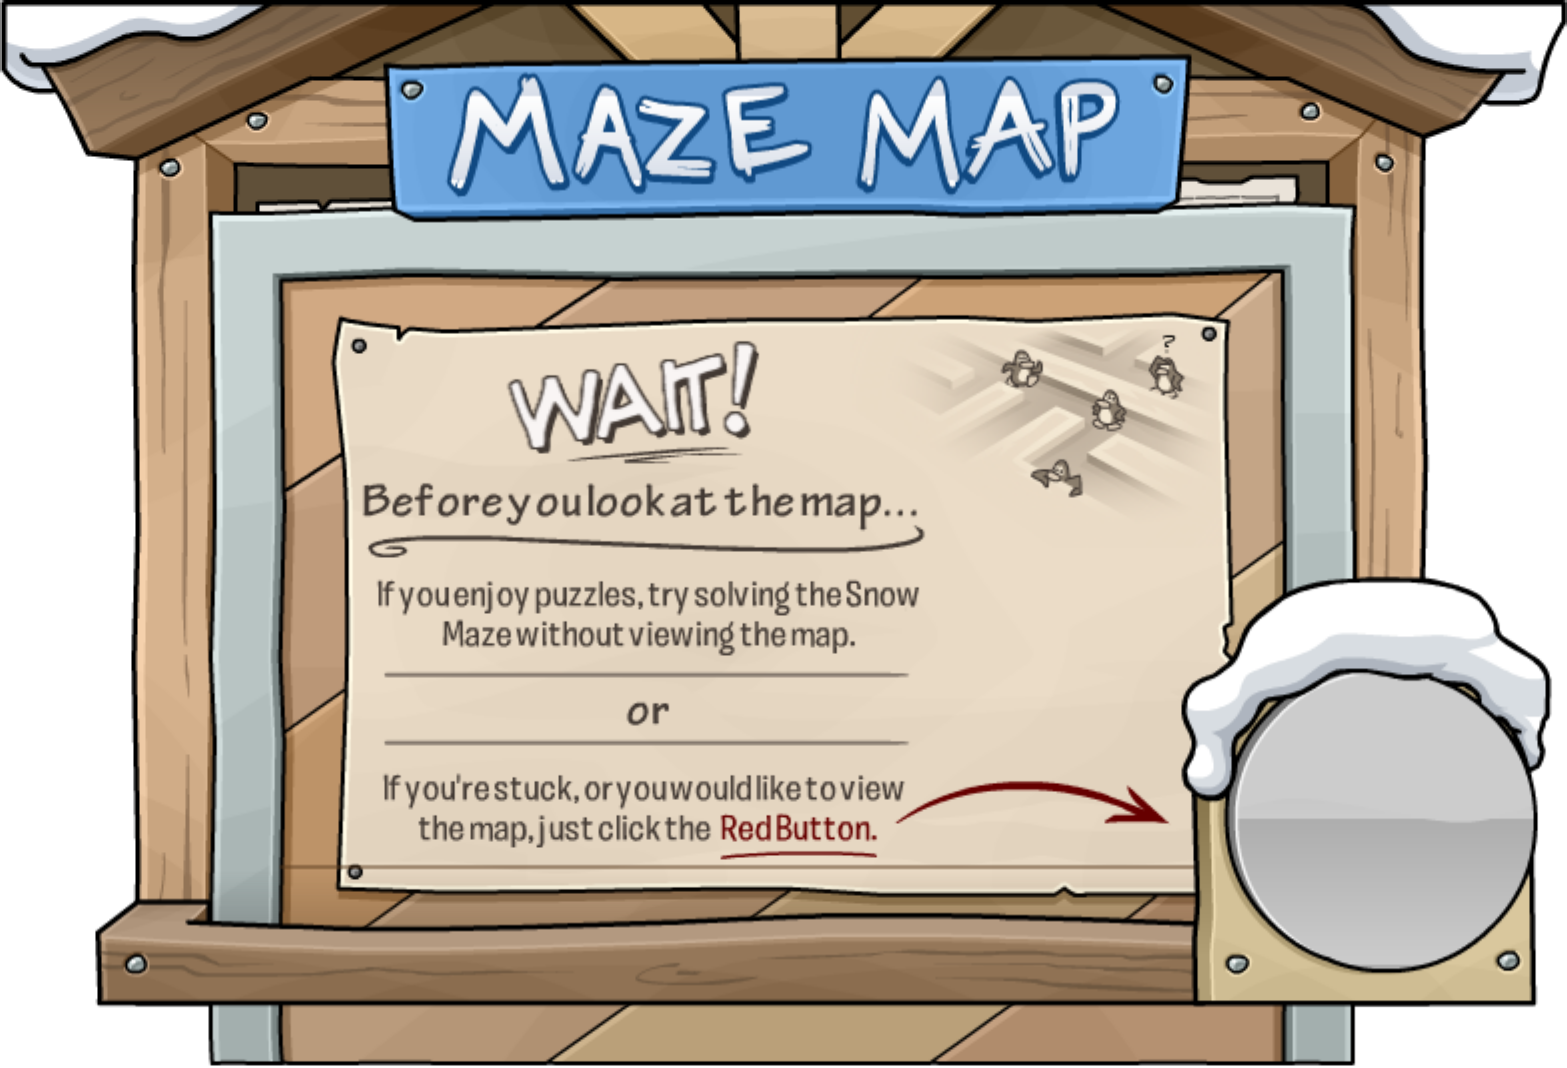 MAZE MAP
?
WAIT!
Before you look at the map...
If you enjoy puzzles, try solving the Snow
Maze without viewing the map.
or
If you're stuck, or you would like to view
the map, just click the Red Button.